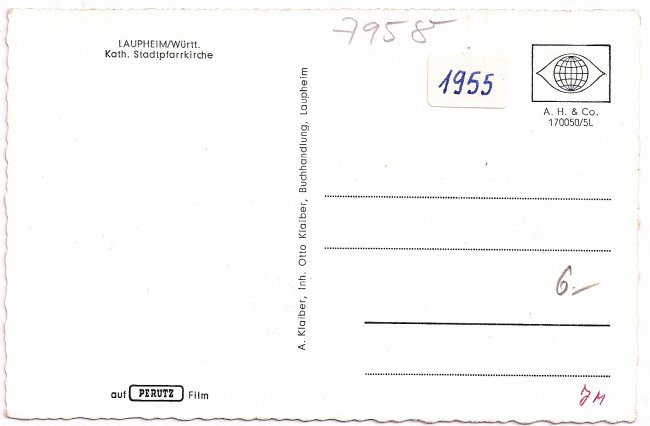 LAUPHEIM/Württ.
Kath. Stadtpfarrkirche
7958
1955
A. H. & Co.
170050/5L
A. Klaiber, Inh. Otto Klaiber, Buchhandlung, Laupheim
6.-
auf PERUTZ Film
JM